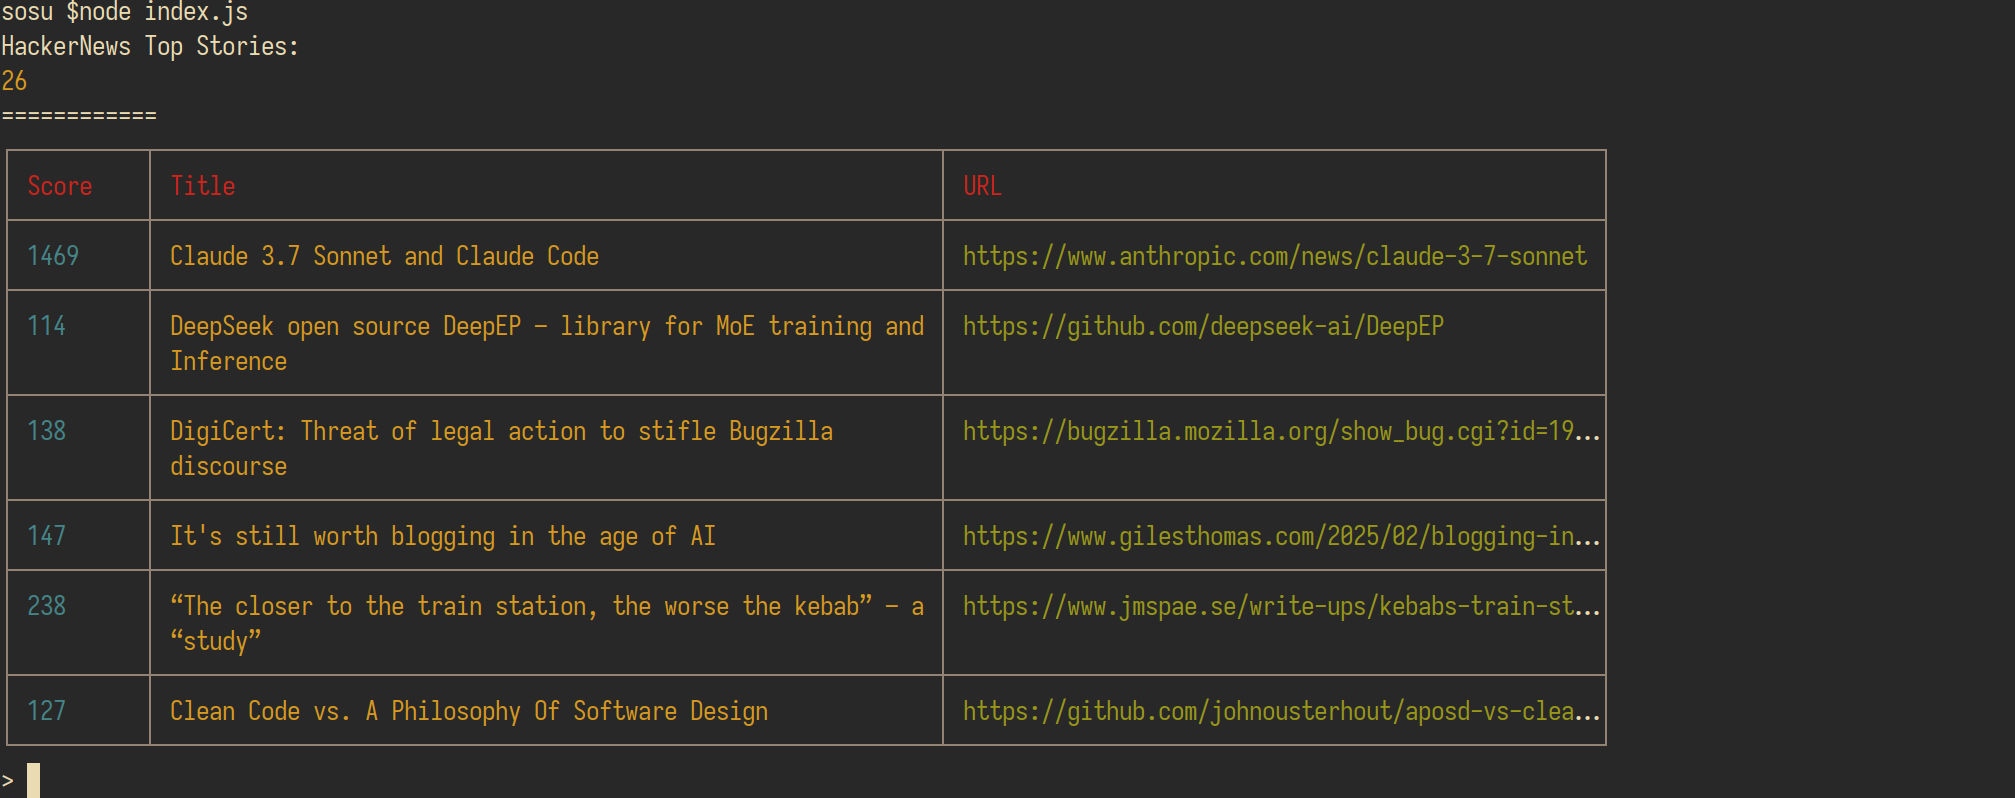 sosu $node index.js
HackerNews Top Stories:
26
============
Score Title URL
1469 Claude 3.7 Sonnet and Claude Code https://www.anthropic.com/news/claude-3-7-sonnet
114 DeepSeek open source DeepEP – library for MoE training and https://github.com/deepseek-ai/DeepEP
Inference
138 DigiCert: Threat of legal action to stifle Bugzilla https://bugzilla.mozilla.org/show_bug.cgi?id=19…
discourse
147 It's still worth blogging in the age of AI https://www.gilesthomas.com/2025/02/blogging-in…
238 “The closer to the train station, the worse the kebab” – a https://www.jmspae.se/write-ups/kebabs-train-st…
“study”
127 Clean Code vs. A Philosophy Of Software Design https://github.com/johnousterhout/aposd-vs-clea…
>